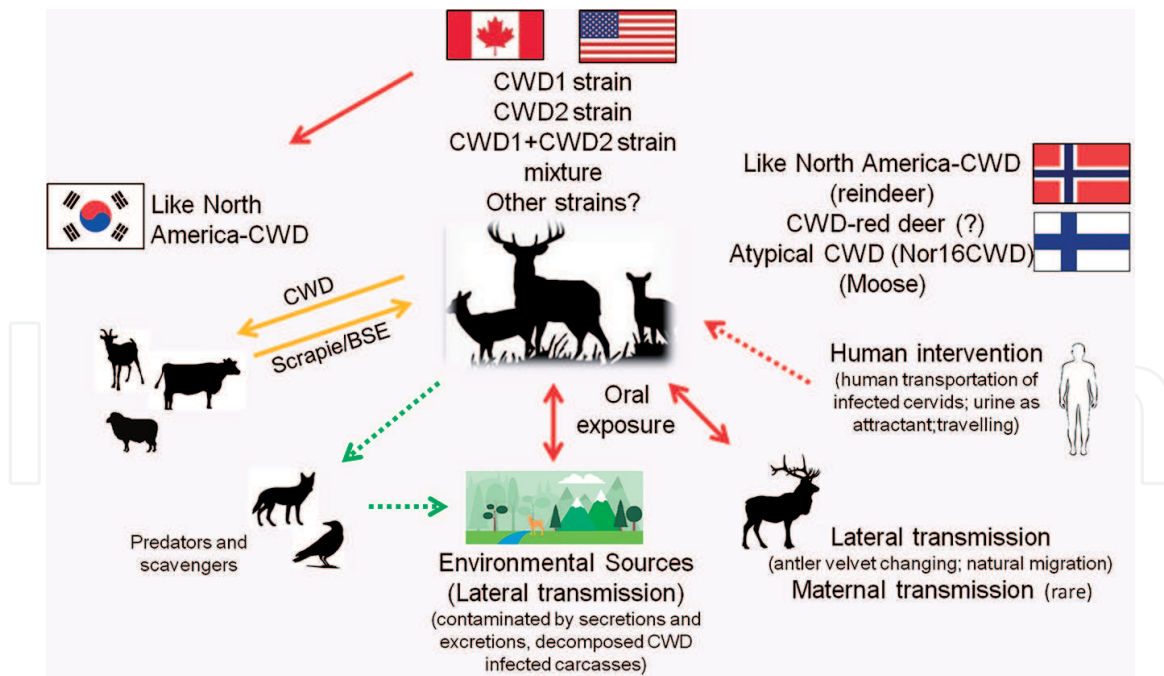 CWD1 strain
CWD2 strain
CWD1+CWD2 strain
mixture
Other strains?
Like North
America-CWD
Like North America-CWD
(reindeer)
CWD-red deer (?)
Atypical CWD (Nor16CWD)
(Moose)
CWD
Scrapie/BSE
Human intervention
(human transportation of
infected cervids; urine as
attractant;travelling)
Oral
exposure
Predators and
scavengers
Environmental Sources
(Lateral transmission)
(contaminated by secretions and
excretions, decomposed CWD
infected carcasses)
Lateral transmission
(antler velvet changing; natural migration)
Maternal transmission (rare)